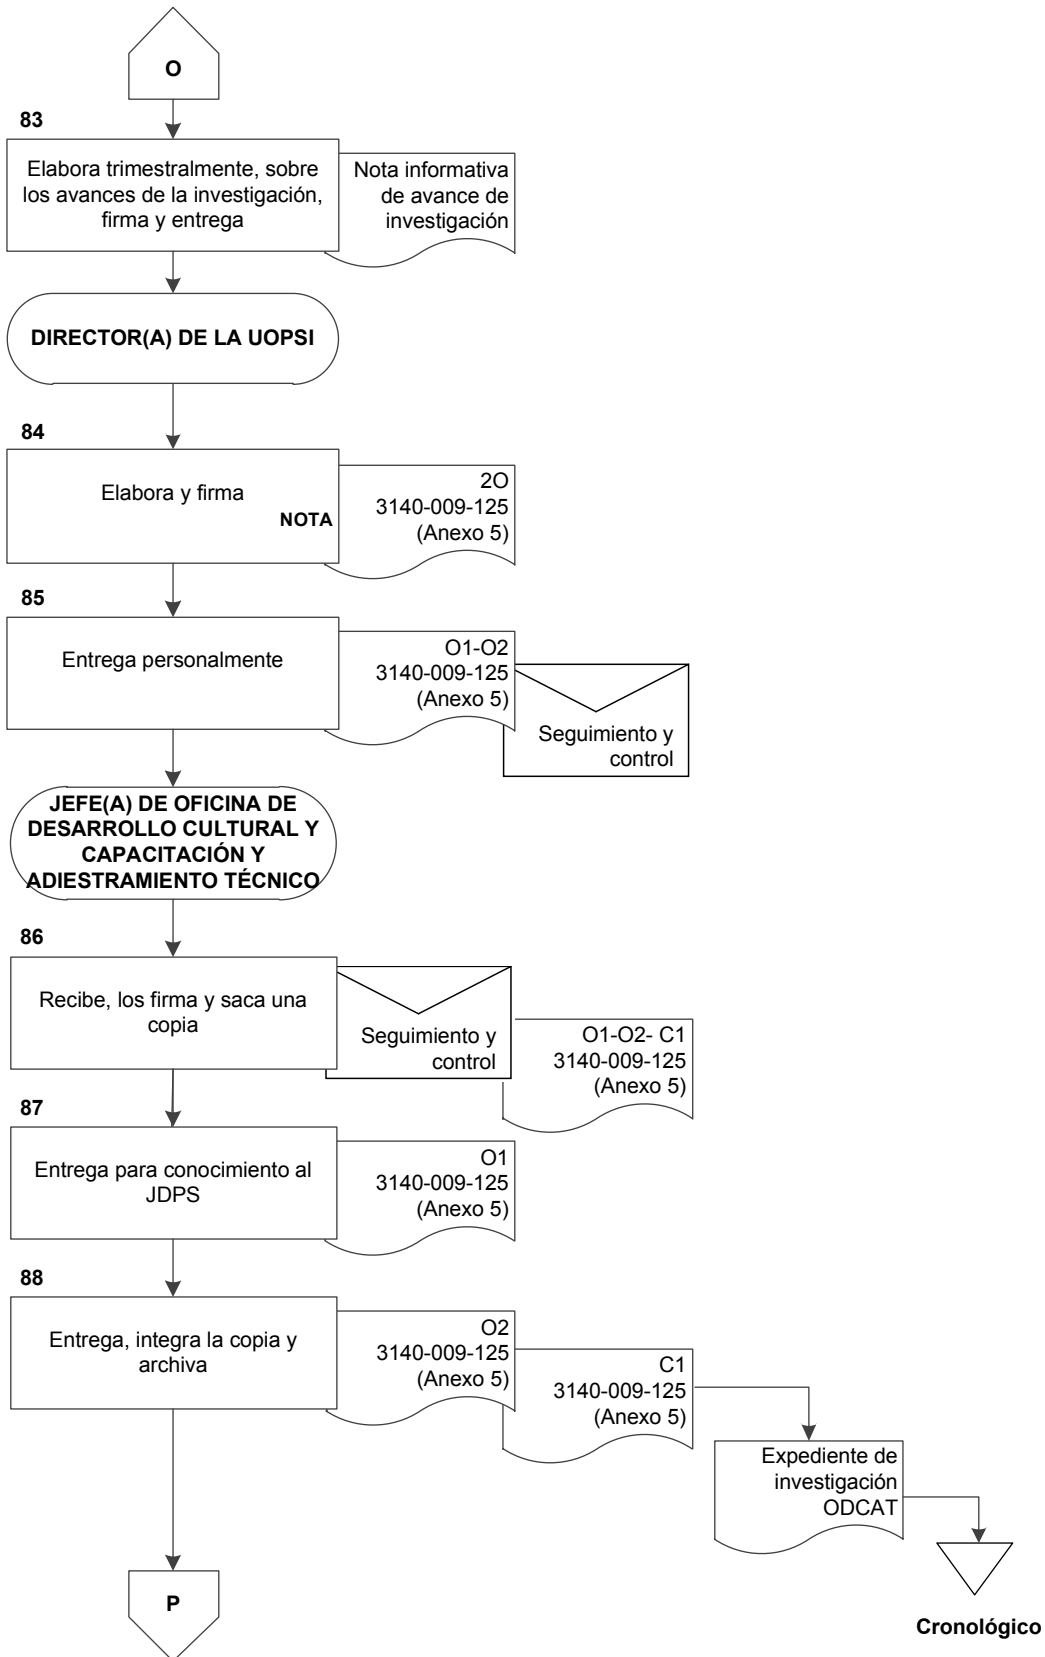 O
83
Elabora trimestralmente, sobre
los avances de la investigación,
firma y entrega
Nota informativa
de avance de
investigación
DIRECTOR(A) DE LA UOPSI
84
Elabora y firma
NOTA
2O
3140-009-125
(Anexo 5)
85
Entrega personalmente
O1-O2
3140-009-125
(Anexo 5)
Seguimiento y
control
JEFE(A) DE OFICINA DE
DESARROLLO CULTURAL Y
CAPACITACIÓN Y
ADIESTRAMIENTO TÉCNICO
86
Recibe, los firma y saca una
copia
Seguimiento y
control
O1-O2- C1
3140-009-125
(Anexo 5)
87
Entrega para conocimiento al
JDPS
O1
3140-009-125
(Anexo 5)
88
Entrega, integra la copia y
archiva
O2
3140-009-125
(Anexo 5)
C1
3140-009-125
(Anexo 5)
Expediente de
investigación
ODCAT
Cronológico
P